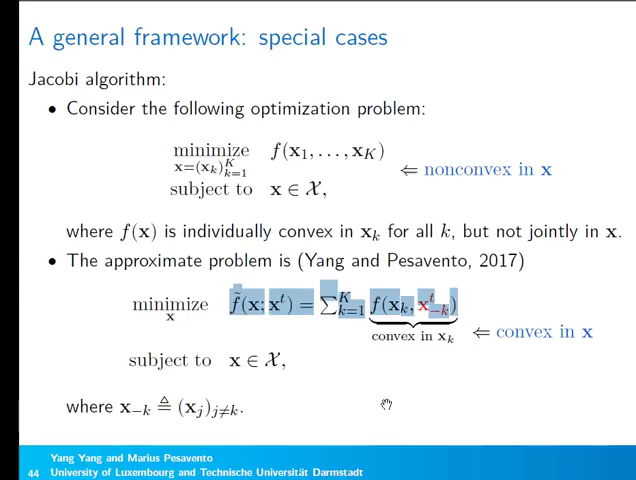 A general framework: special cases
Jacobi algorithm:
• Consider the following optimization problem:
minimize f(x₁, . . . , x_K)
x=(x_k)_{k=1}^K
⇐ nonconvex in x
subject to x ∈ 𝒳,
where f(x) is individually convex in x_k for all k, but not jointly in x.
• The approximate problem is (Yang and Pesavento, 2017)
minimize f̃(x; x^t) = ∑_{k=1}^K f(x_k, x_{−k}^t)
x
convex in x_k
⇐ convex in x
subject to x ∈ 𝒳,
where x_{−k} ≜ (x_j)_{j≠k}.
Yang Yang and Marius Pesavento
44 University of Luxembourg and Technische Universität Darmstadt